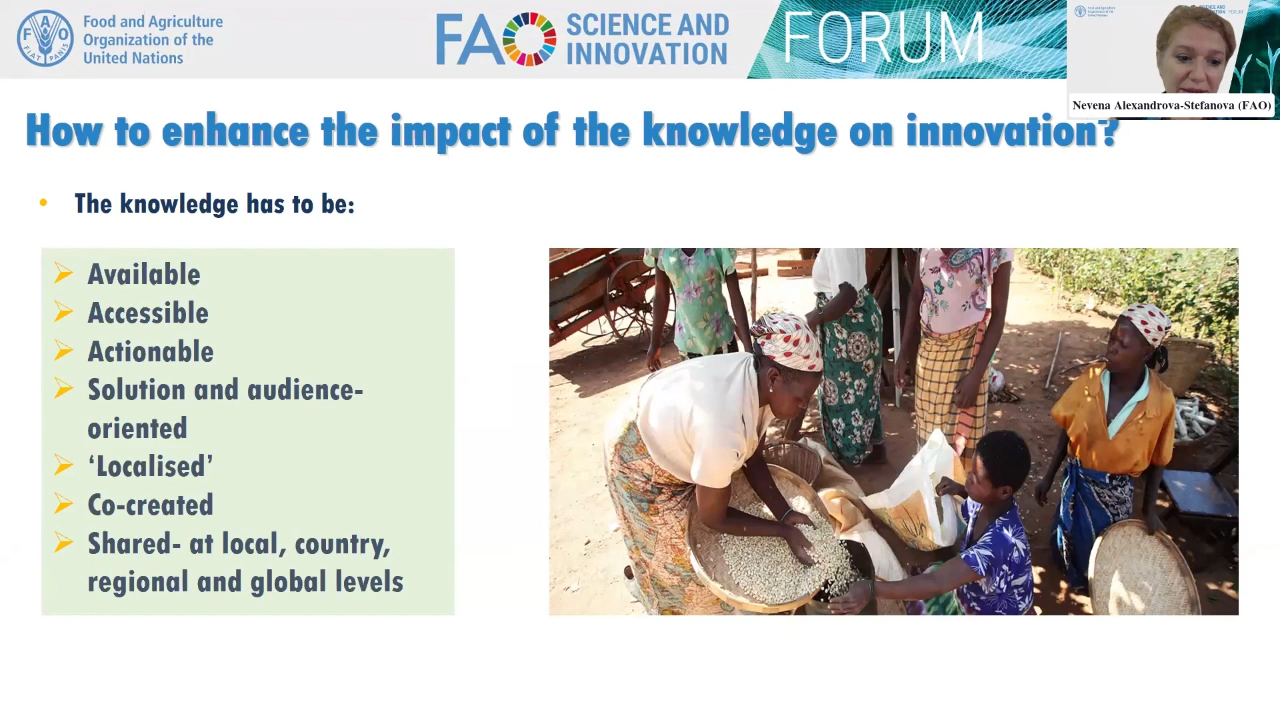 Food and Agriculture
Organization of the
United Nations
FAO
SCIENCE AND
INNOVATION
FORUM
Nevena Alexandrova-Stefanova (FAO)
How to enhance the impact of the knowledge on innovation?
• The knowledge has to be:
Available
Accessible
Actionable
Solution and audience-
oriented
‘Localised’
Co-created
Shared- at local, country,
regional and global levels